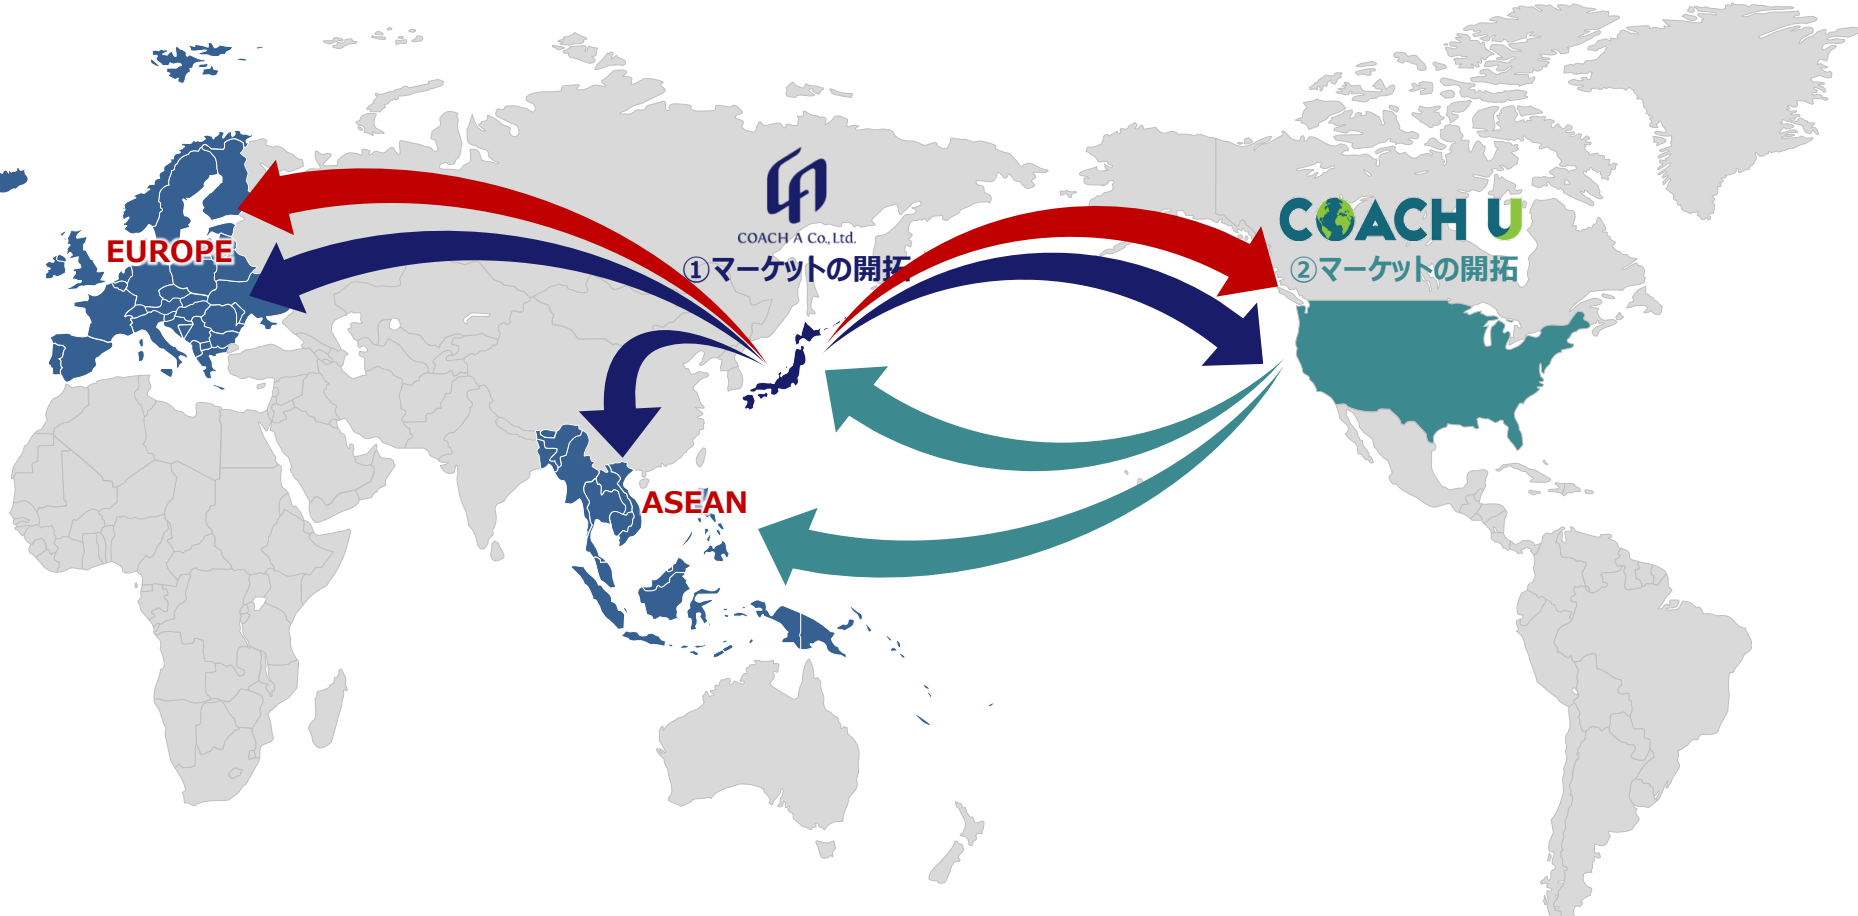 COACH A Co., Ltd.
①マーケットの開拓
COACH U
②マーケットの開拓
EUROPE
ASEAN